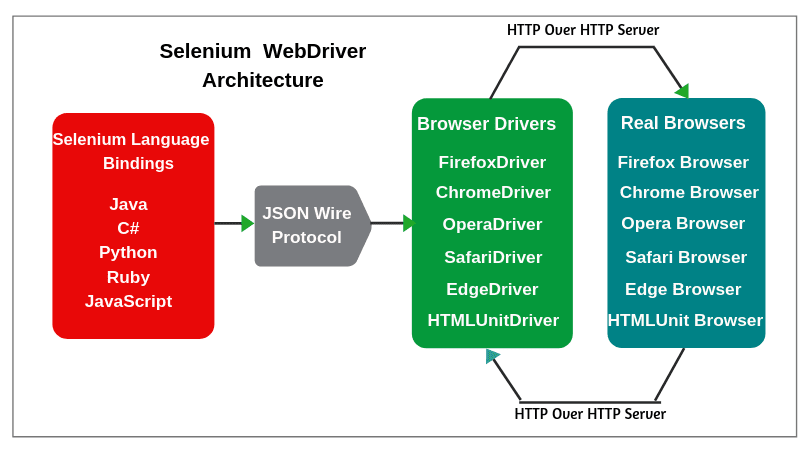 Selenium WebDriver
Architecture
HTTP Over HTTP Server
Selenium Language
Bindings
Java
C#
Python
Ruby
JavaScript
JSON Wire
Protocol
Browser Drivers
FirefoxDriver
ChromeDriver
OperaDriver
SafariDriver
EdgeDriver
HTMLUnitDriver
Real Browsers
Firefox Browser
Chrome Browser
Opera Browser
Safari Browser
Edge Browser
HTMLUnit Browser
HTTP Over HTTP Server